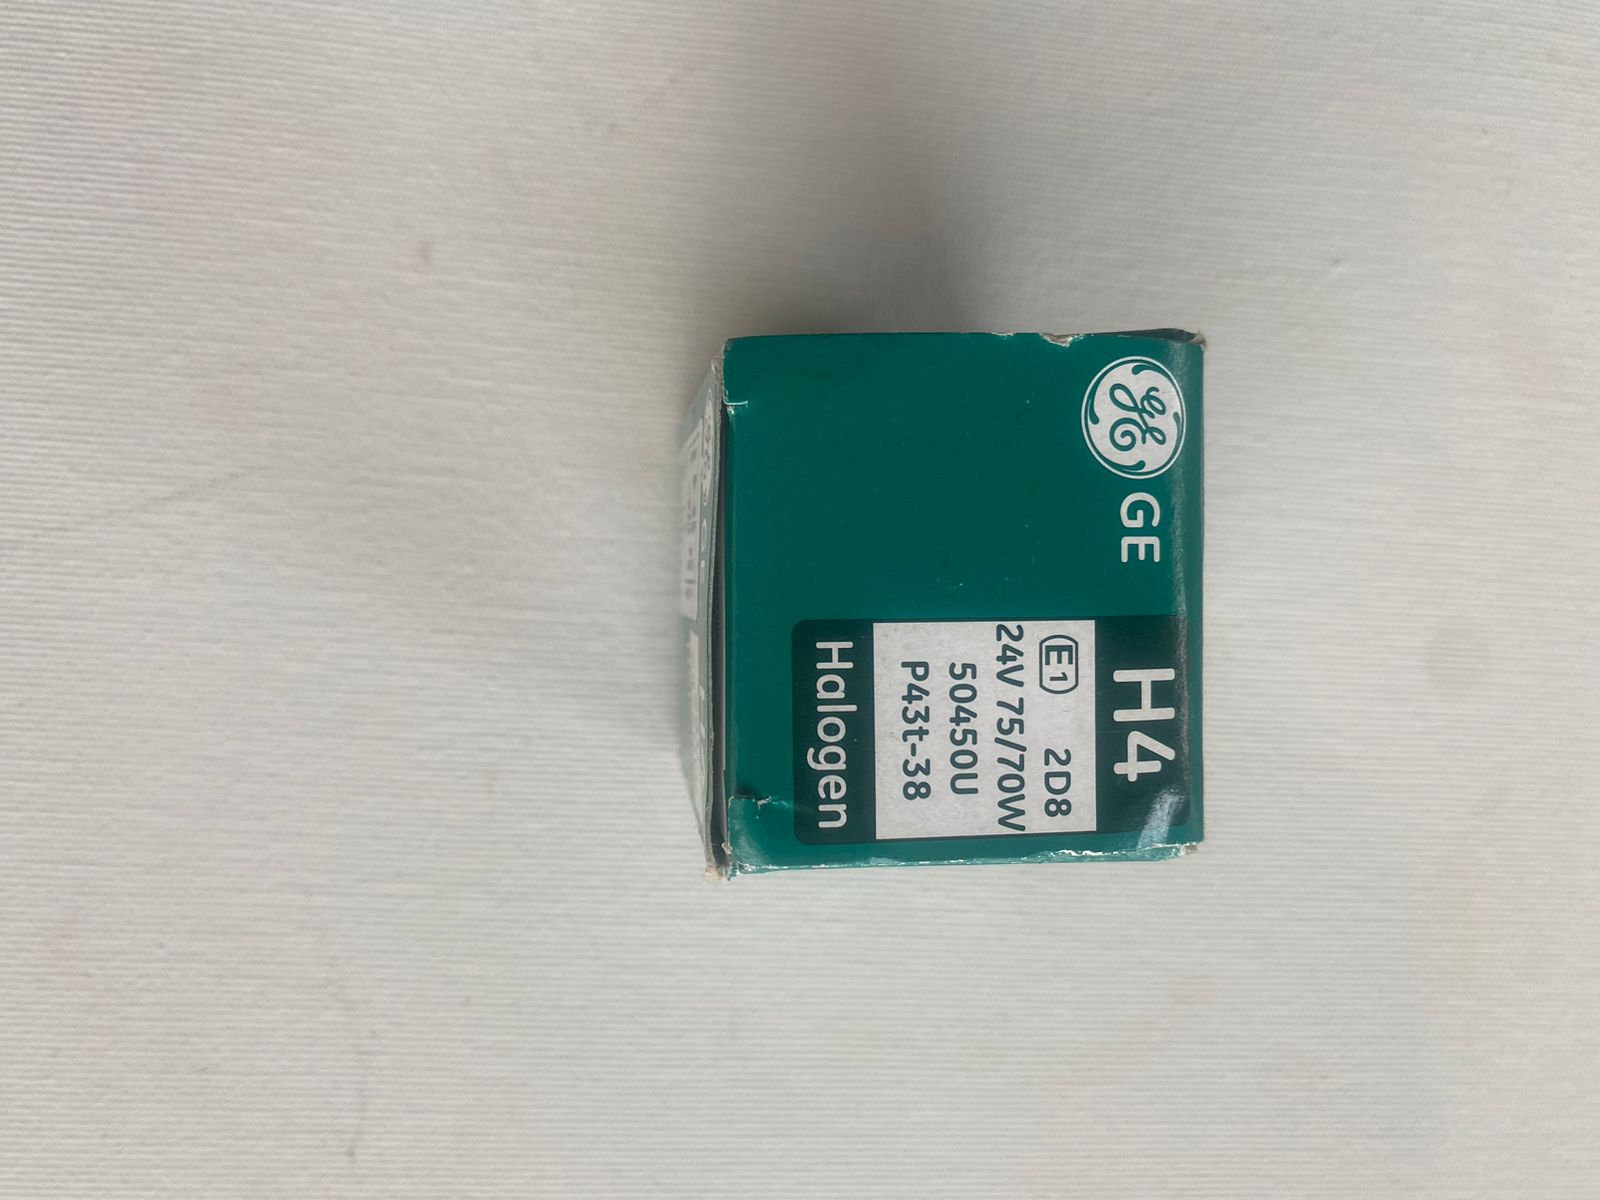 GE
H4
E1 2D8
24V 75/70W
50450U
P43t-38
Halogen